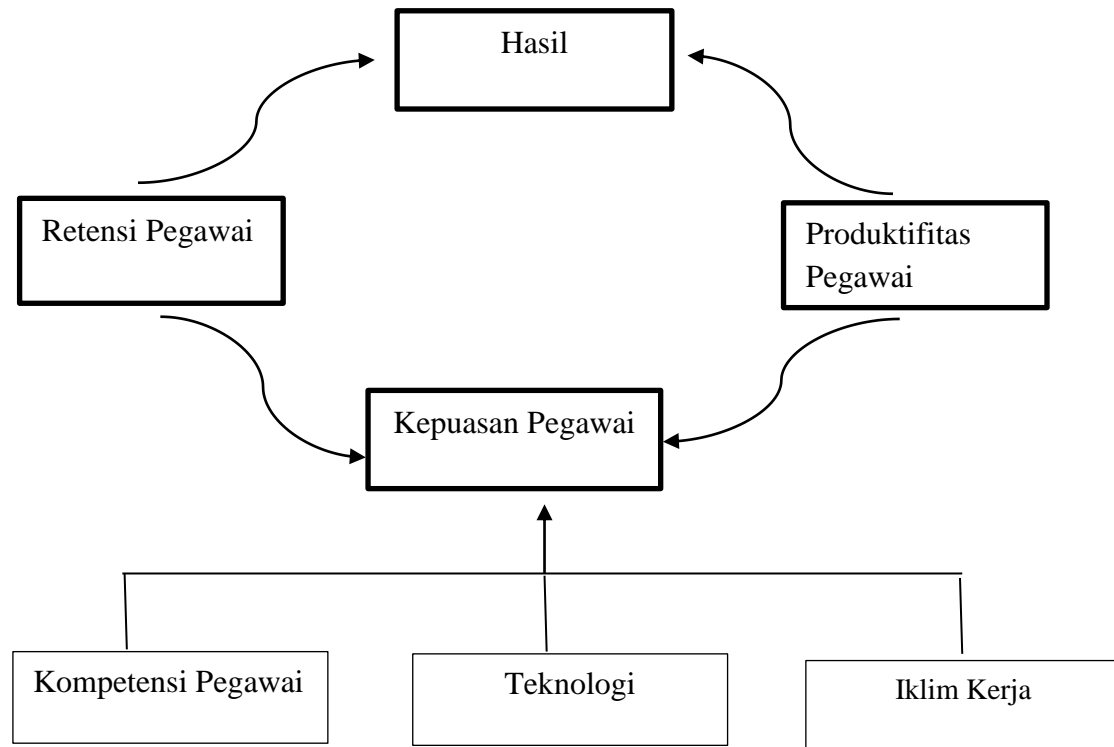 Hasil
Retensi Pegawai
Produktifitas
Pegawai
Kepuasan Pegawai
Kompetensi Pegawai
Teknologi
Iklim Kerja